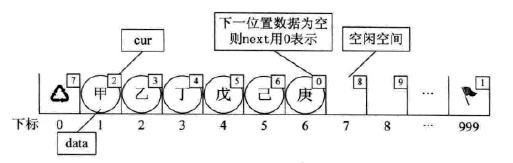 下一位置数据为空
则next用0表示
cur
空闲空间
7 2 3 4 5 6 0 8 9 1
甲 乙 丁 戊 己 庚 ...
下标 0 1 2 3 4 5 6 7 8 ... 999
data